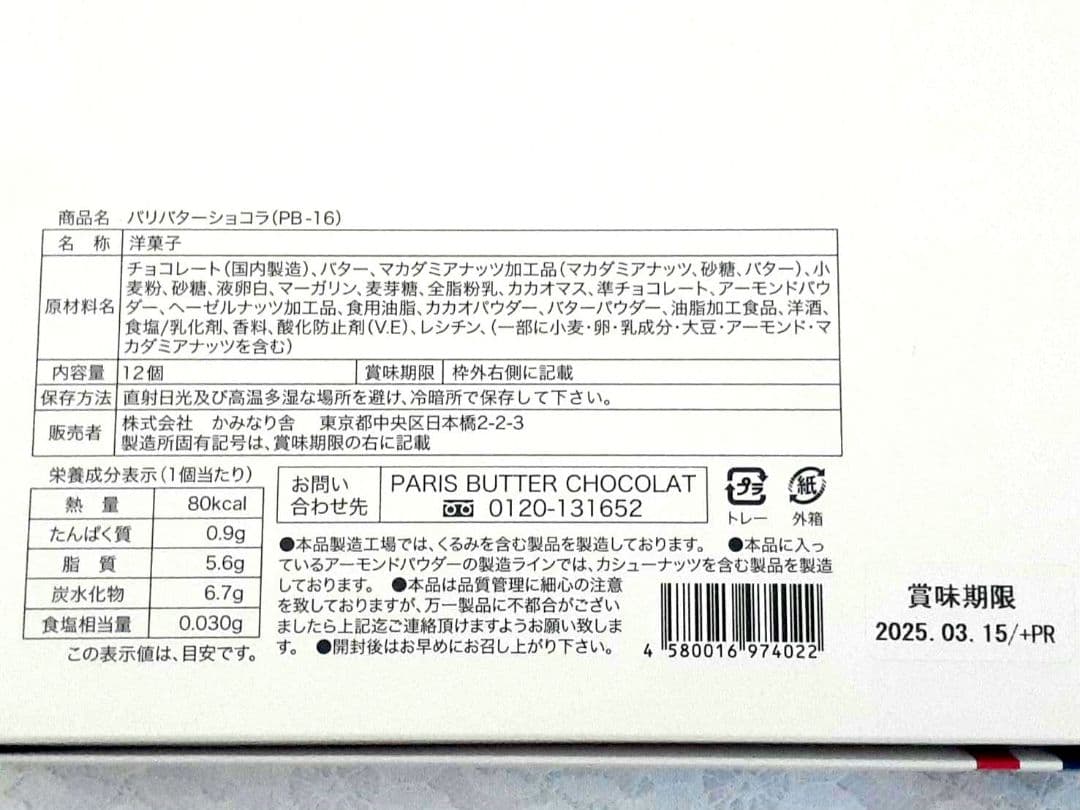 商品名 パリバターショコラ(PB-16)
名 称 洋菓子
原材料名
チョコレート(国内製造)、バター、マカダミアナッツ加工品(マカダミアナッツ、砂糖、バター)、小
麦粉、砂糖、液卵白、マーガリン、麦芽糖、全脂粉乳、カカオマス、準チョコレート、アーモンドパウ
ダー、ヘーゼルナッツ加工品、食用油脂、カカオパウダー、バターパウダー、油脂加工食品、洋酒、
食塩/乳化剤、香料、酸化防止剤(V.E)、レシチン、(一部に小麦・卵・乳成分・大豆・アーモンド・マ
カダミアナッツを含む)
内容量 12個 賞味期限 枠外右側に記載
保存方法 直射日光及び高温多湿な場所を避け、冷暗所で保存して下さい。
販売者
株式会社 かみなり舎 東京都中央区日本橋2-2-3
製造所固有記号は、賞味期限の右に記載
栄養成分表示(1個当たり)
熱 量 80kcal
たんぱく質 0.9g
脂 質 5.6g
炭水化物 6.7g
食塩相当量 0.030g
この表示値は、目安です。
お問い
合わせ先
PARIS BUTTER CHOCOLAT
0120-131652
プラ
トレー
紙
外箱
●本品製造工場では、くるみを含む製品を製造しております。 ●本品に入っ
ているアーモンドパウダーの製造ラインでは、カシューナッツを含む製品を製造
しております。 ●本品は品質管理に細心の注意
を致しておりますが、万一製品に不都合がござい
ましたら上記迄ご連絡頂けますようお願い致しま
す。 ●開封後はお早めにお召し上がり下さい。
4 580016 974022
賞味期限
2025.03.15/+PR